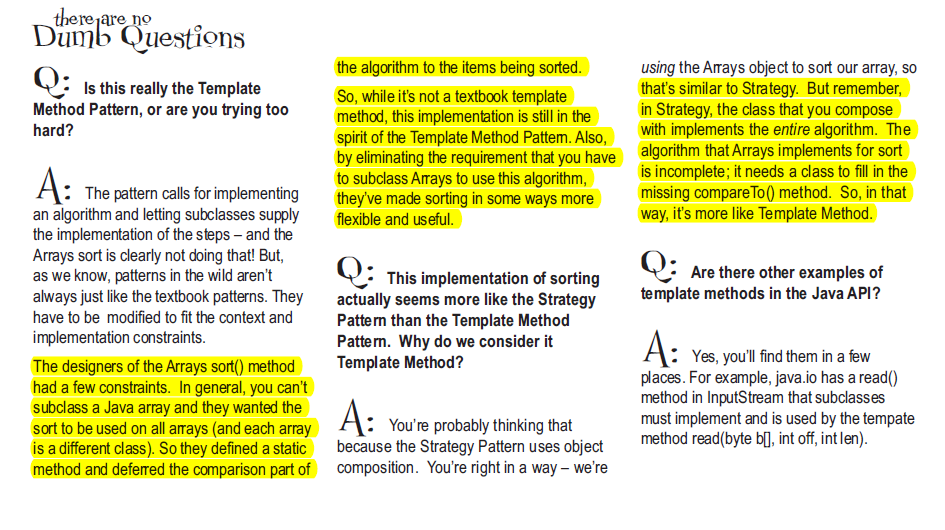 there are no
Dumb Questions
Q: Is this really the Template
Method Pattern, or are you trying too
hard?
A: The pattern calls for implementing
an algorithm and letting subclasses supply
the implementation of the steps – and the
Arrays sort is clearly not doing that! But,
as we know, patterns in the wild aren't
always just like the textbook patterns. They
have to be modified to fit the context and
implementation constraints.
The designers of the Arrays sort() method
had a few constraints. In general, you can't
subclass a Java array and they wanted the
sort to be used on all arrays (and each array
is a different class). So they defined a static
method and deferred the comparison part of
the algorithm to the items being sorted.
So, while it's not a textbook template
method, this implementation is still in the
spirit of the Template Method Pattern. Also,
by eliminating the requirement that you have
to subclass Arrays to use this algorithm,
they've made sorting in some ways more
flexible and useful.
Q: This implementation of sorting
actually seems more like the Strategy
Pattern than the Template Method
Pattern. Why do we consider it
Template Method?
A: You're probably thinking that
because the Strategy Pattern uses object
composition. You're right in a way – we're
using the Arrays object to sort our array, so
that's similar to Strategy. But remember,
in Strategy, the class that you compose
with implements the entire algorithm. The
algorithm that Arrays implements for sort
is incomplete; it needs a class to fill in the
missing compareTo() method. So, in that
way, it's more like Template Method.
Q: Are there other examples of
template methods in the Java API?
A: Yes, you'll find them in a few
places. For example, java.io has a read()
method in InputStream that subclasses
must implement and is used by the tempate
method read(byte b[], int off, int len).